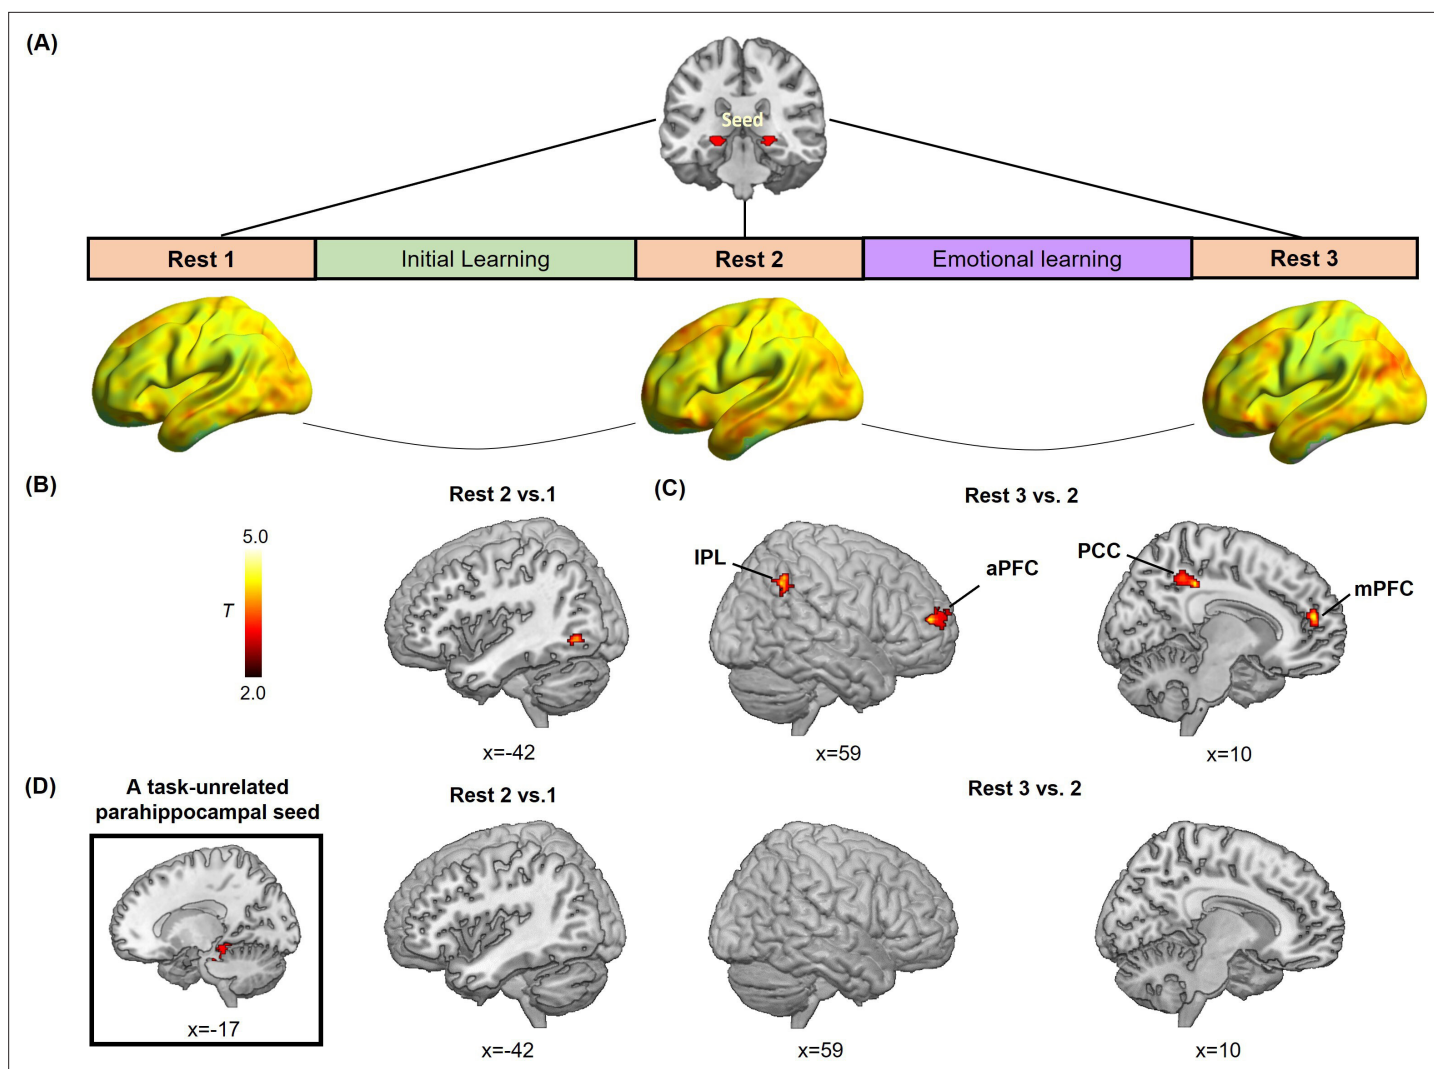 (A)
Seed
Rest 1
Initial Learning
Rest 2
Emotional learning
Rest 3
(B)
Rest 2 vs.1
5.0
T
2.0
x=-42
(C)
Rest 3 vs. 2
IPL
aPFC
PCC
mPFC
x=59
x=10
(D)
A task-unrelated
parahippocampal seed
x=-17
Rest 2 vs.1
x=-42
Rest 3 vs. 2
x=59
x=10